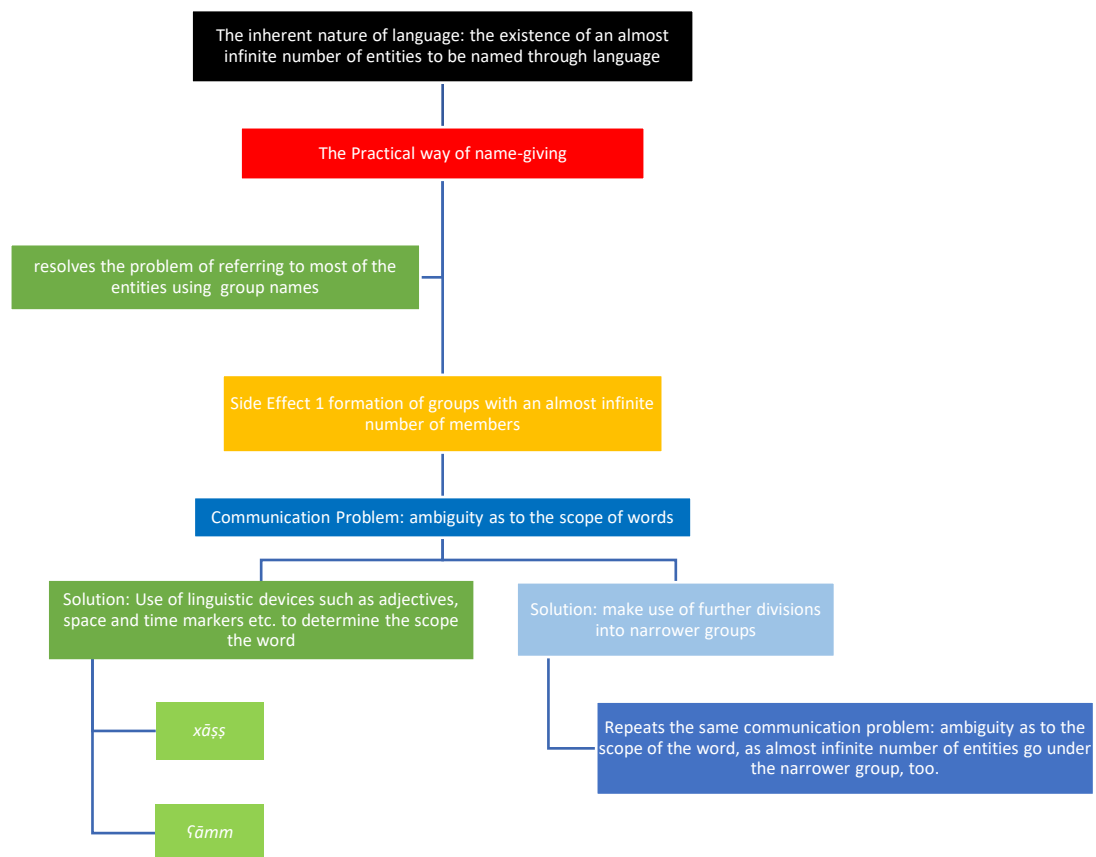 The inherent nature of language: the existence of an almost
infinite number of entities to be named through language
The Practical way of name-giving
resolves the problem of referring to most of the
entities using group names
Side Effect 1 formation of groups with an almost infinite
number of members
Communication Problem: ambiguity as to the scope of words
Solution: Use of linguistic devices such as adjectives,
space and time markers etc. to determine the scope
the word
Solution: make use of further divisions
into narrower groups
xāṣṣ
Repeats the same communication problem: ambiguity as to the
scope of the word, as almost infinite number of entities go under
the narrower group, too.
ʕāmm